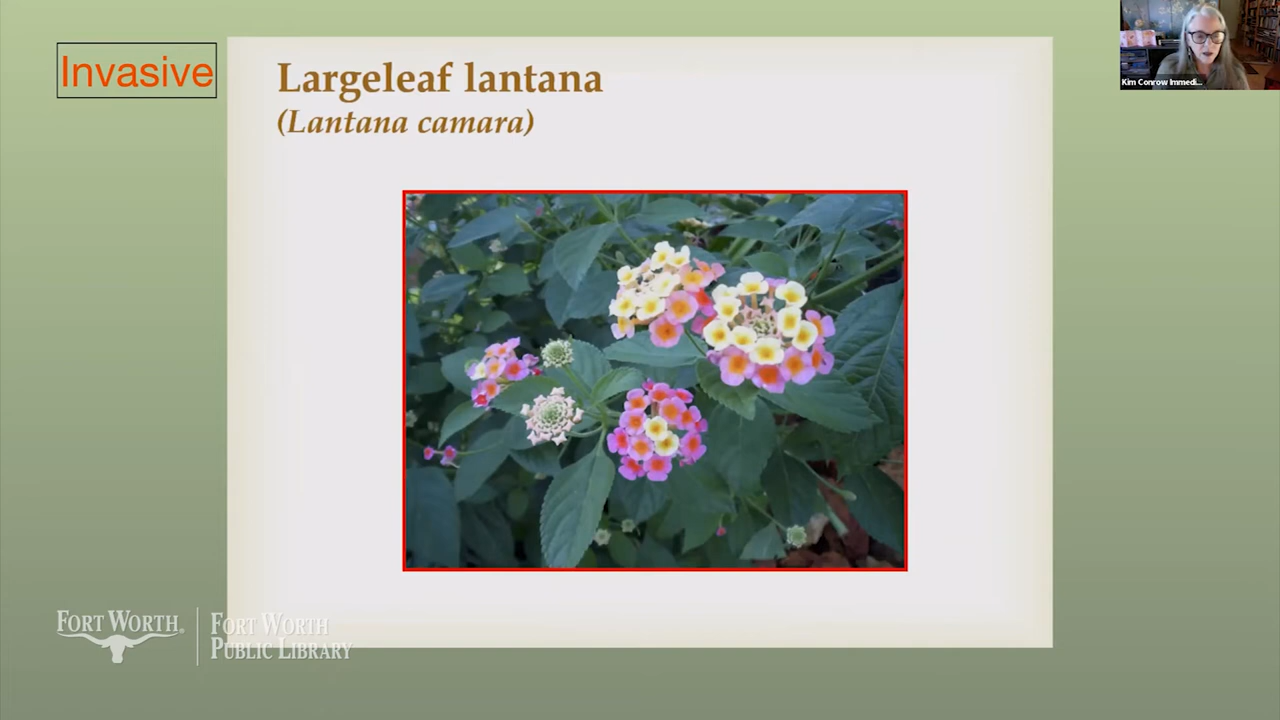 Invasive
Largeleaf lantana
(Lantana camara)
Kim Conrow Immedi...
FORT WORTH®
FORT WORTH
PUBLIC LIBRARY